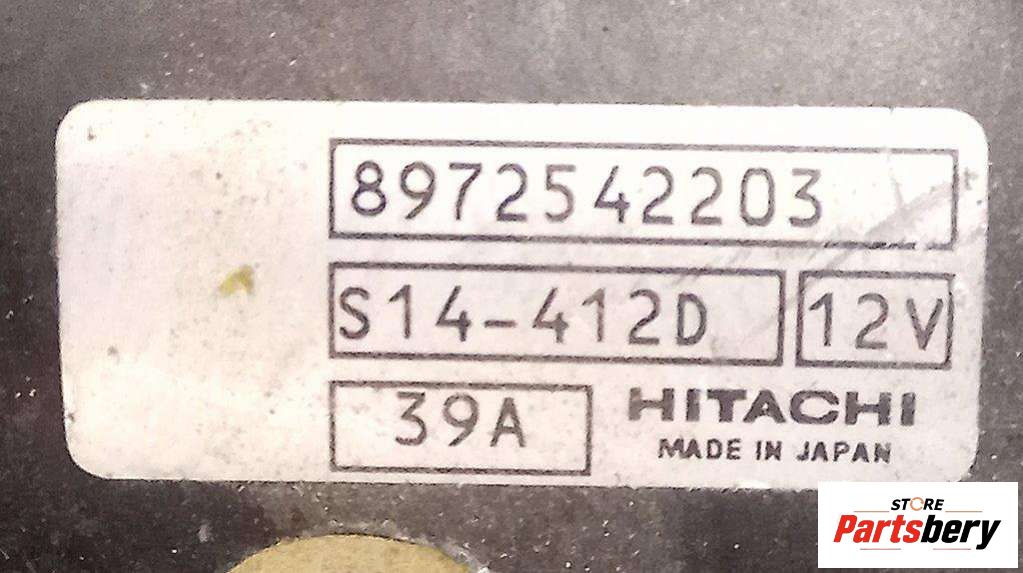 8972542203
S14-412D 12V
39A HITACHI
MADE IN JAPAN
STORE
Partsbery